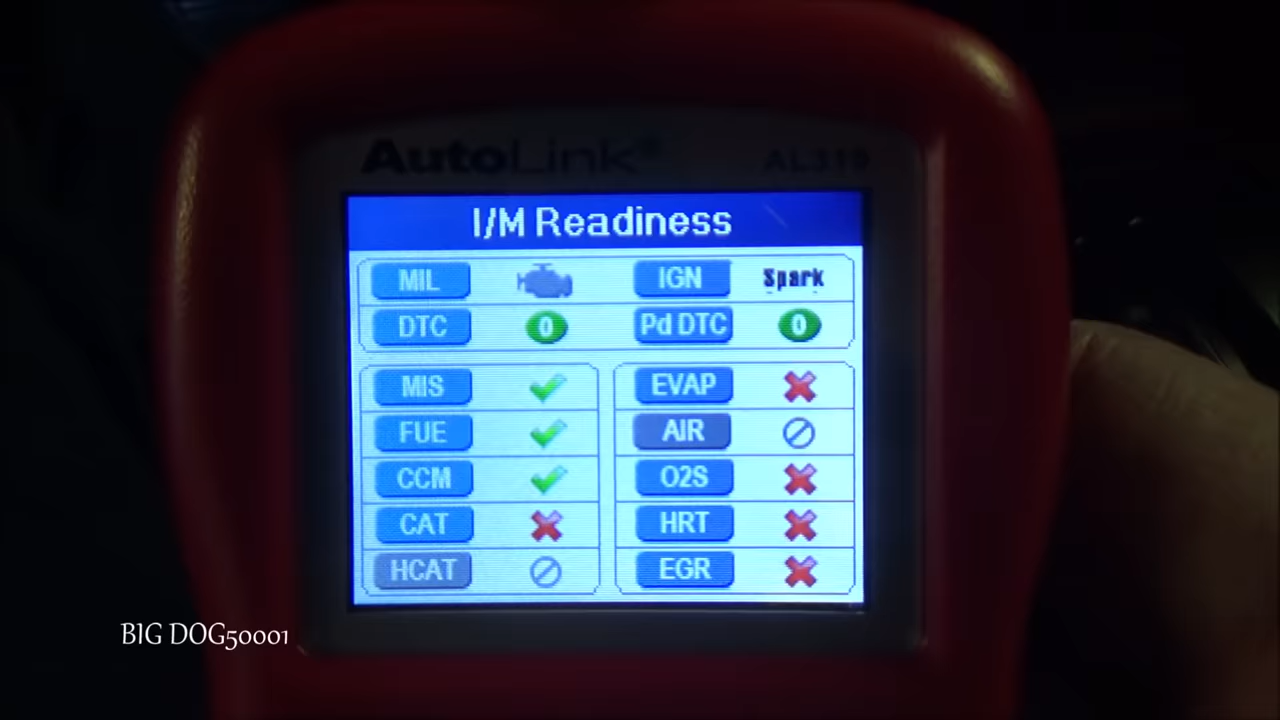 AutoLink AL319
I/M Readiness
MIL IGN Spark
DTC 0 Pd DTC 0
MIS EVAP
FUE AIR
CCM O2S
CAT HRT
HCAT EGR
BIG DOG50001